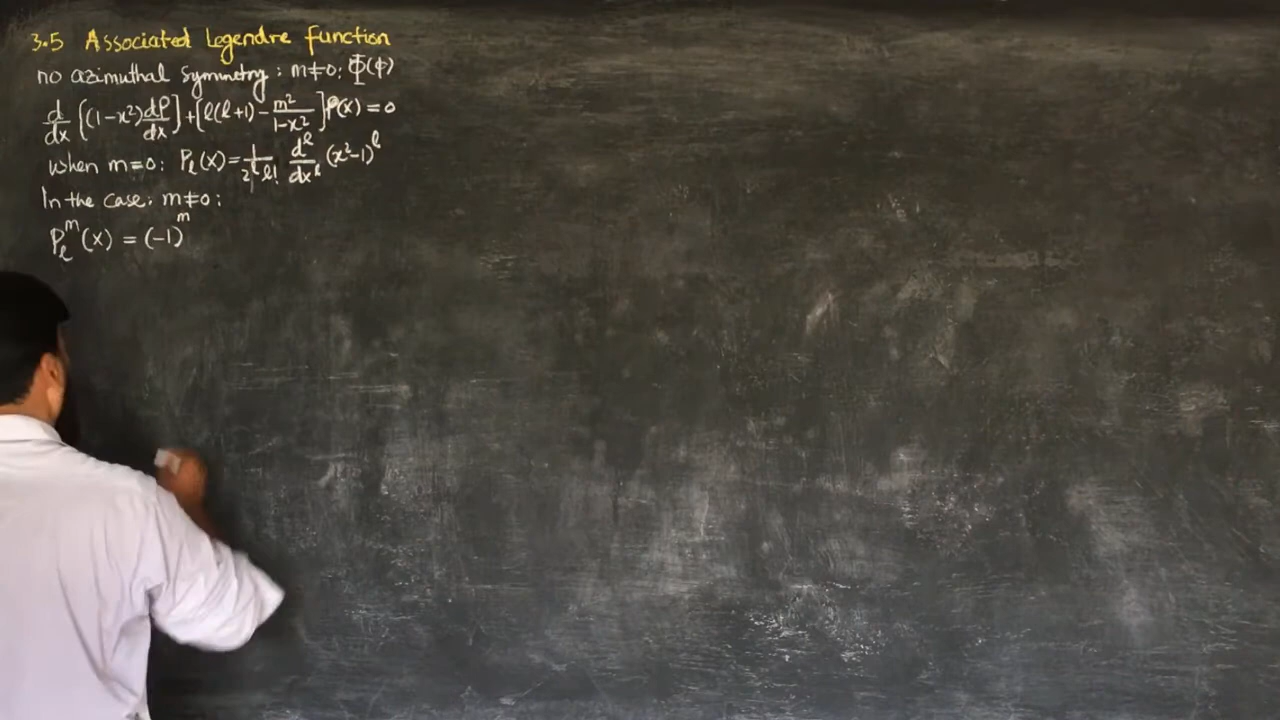 3.5 Associated Legendre function
no azimuthal symmetry: m≠0: Φ(φ)
d/dx [(1-x²) dP/dx] + [ℓ(ℓ+1) - m²/(1-x²)] P(x) = 0
when m=0: Pℓ(x) = 1/(2^ℓ ℓ!) d^ℓ/dx^ℓ (x²-1)^ℓ
In the case: m≠0:
Pℓ^m(x) = (-1)^m